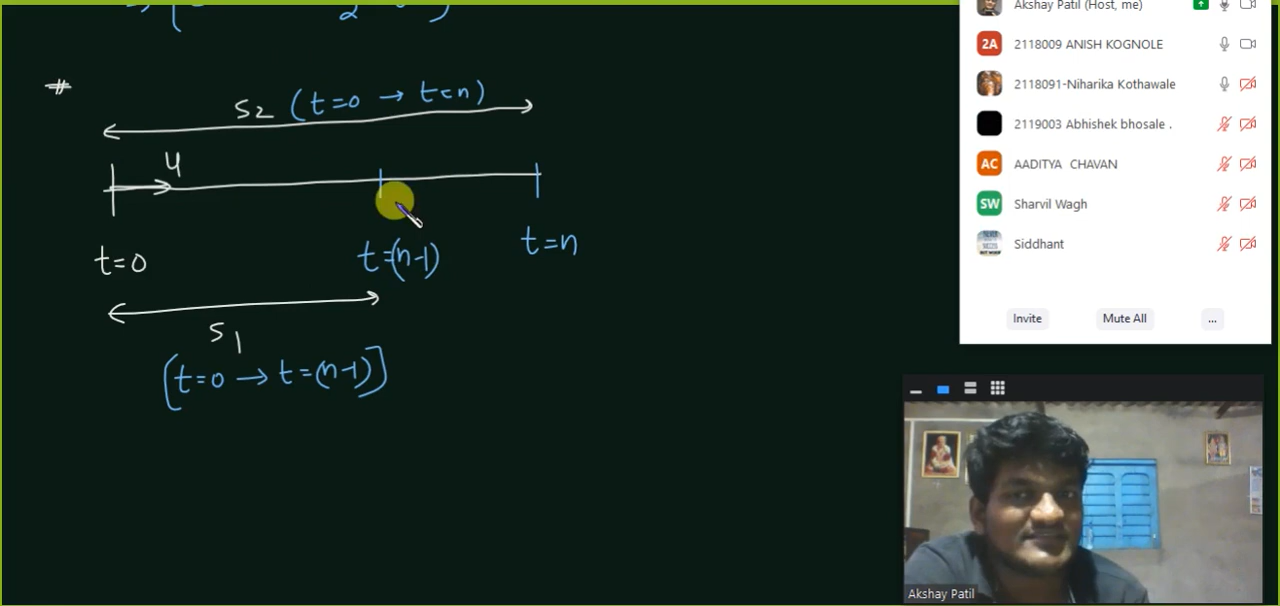 #
S2 (t=0 → t=n)
u
t=0
t=(n-1)
t=n
S1
(t=0 → t=(n-1)]
Akshay Patil (Host, me)
2A 2118009 ANISH KOGNOLE
2118091-Niharika Kothawale
2119003 Abhishek bhosale .
AC AADITYA CHAVAN
SW Sharvil Wagh
Siddhant
Invite Mute All ...
Akshay Patil